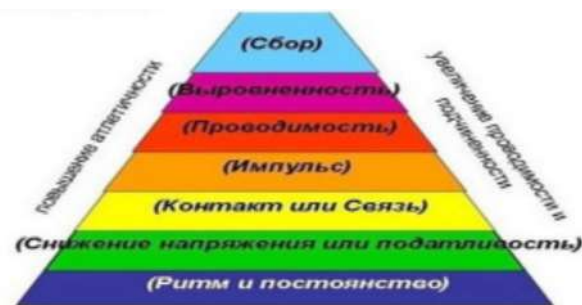 (Сбор)
(Выровненность)
(Проводимость)
(Импульс)
(Контакт или Связь)
(Снижение напряжения или податливость)
(Ритм и постоянство)
повышение атлетичности
увеличение проводимости и
подчиненности